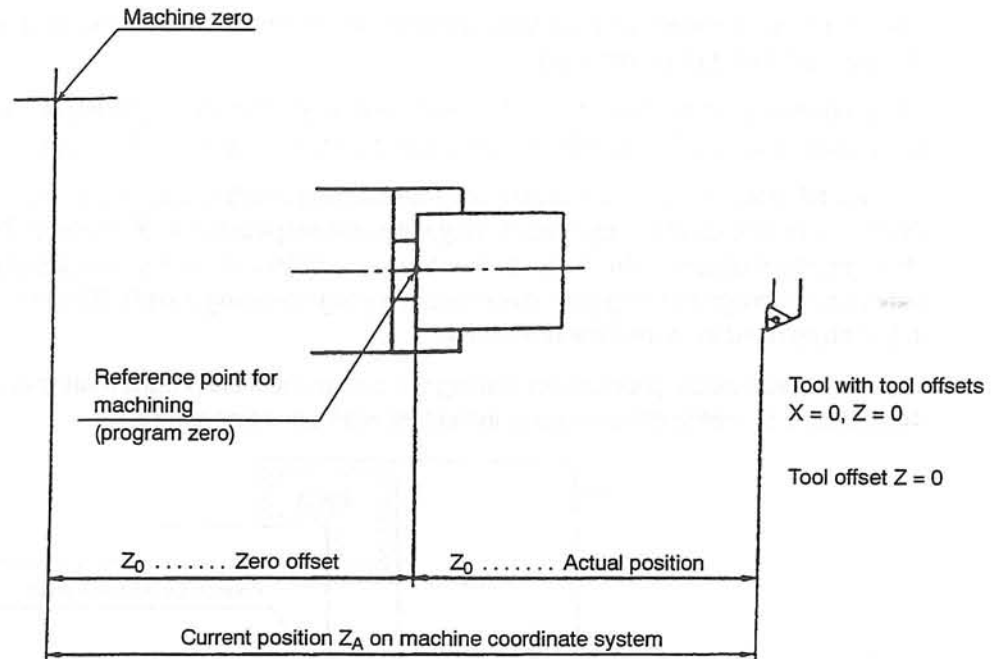 Machine zero
Reference point for
machining
(program zero)
Tool with tool offsets
X = 0, Z = 0
Tool offset Z = 0
Z₀ ....... Zero offset
Z₀ ....... Actual position
Current position Z_A on machine coordinate system